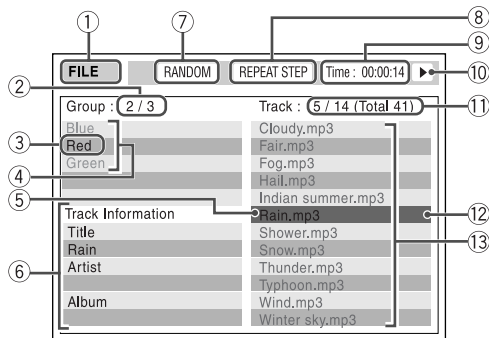 ① ⑦ ⑧
⑨
FILE RANDOM REPEAT STEP Time : 00:00:14 ⑩
② Group : 2 / 3 Track : 5 / 14 (Total 41) ⑪
Blue Cloudy.mp3
③ Red Fair.mp3
Green Fog.mp3
④ Hail.mp3
⑤ Indian summer.mp3
Track Information Rain.mp3 ⑫
Title Shower.mp3
Rain Snow.mp3 ⑬
⑥ Artist Thunder.mp3
Typhoon.mp3
Album Wind.mp3
Winter sky.mp3